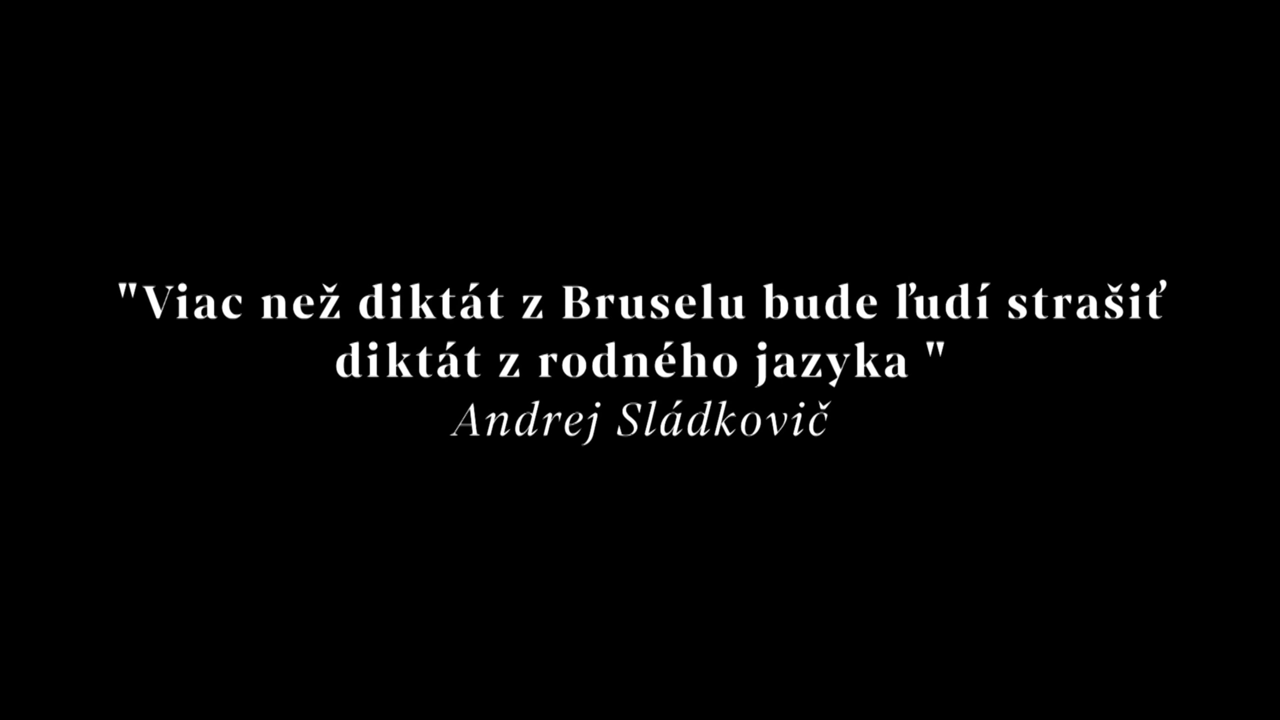 "Viac než diktát z Bruselu bude ľudí strašiť
diktát z rodného jazyka "
Andrej Sládkovič